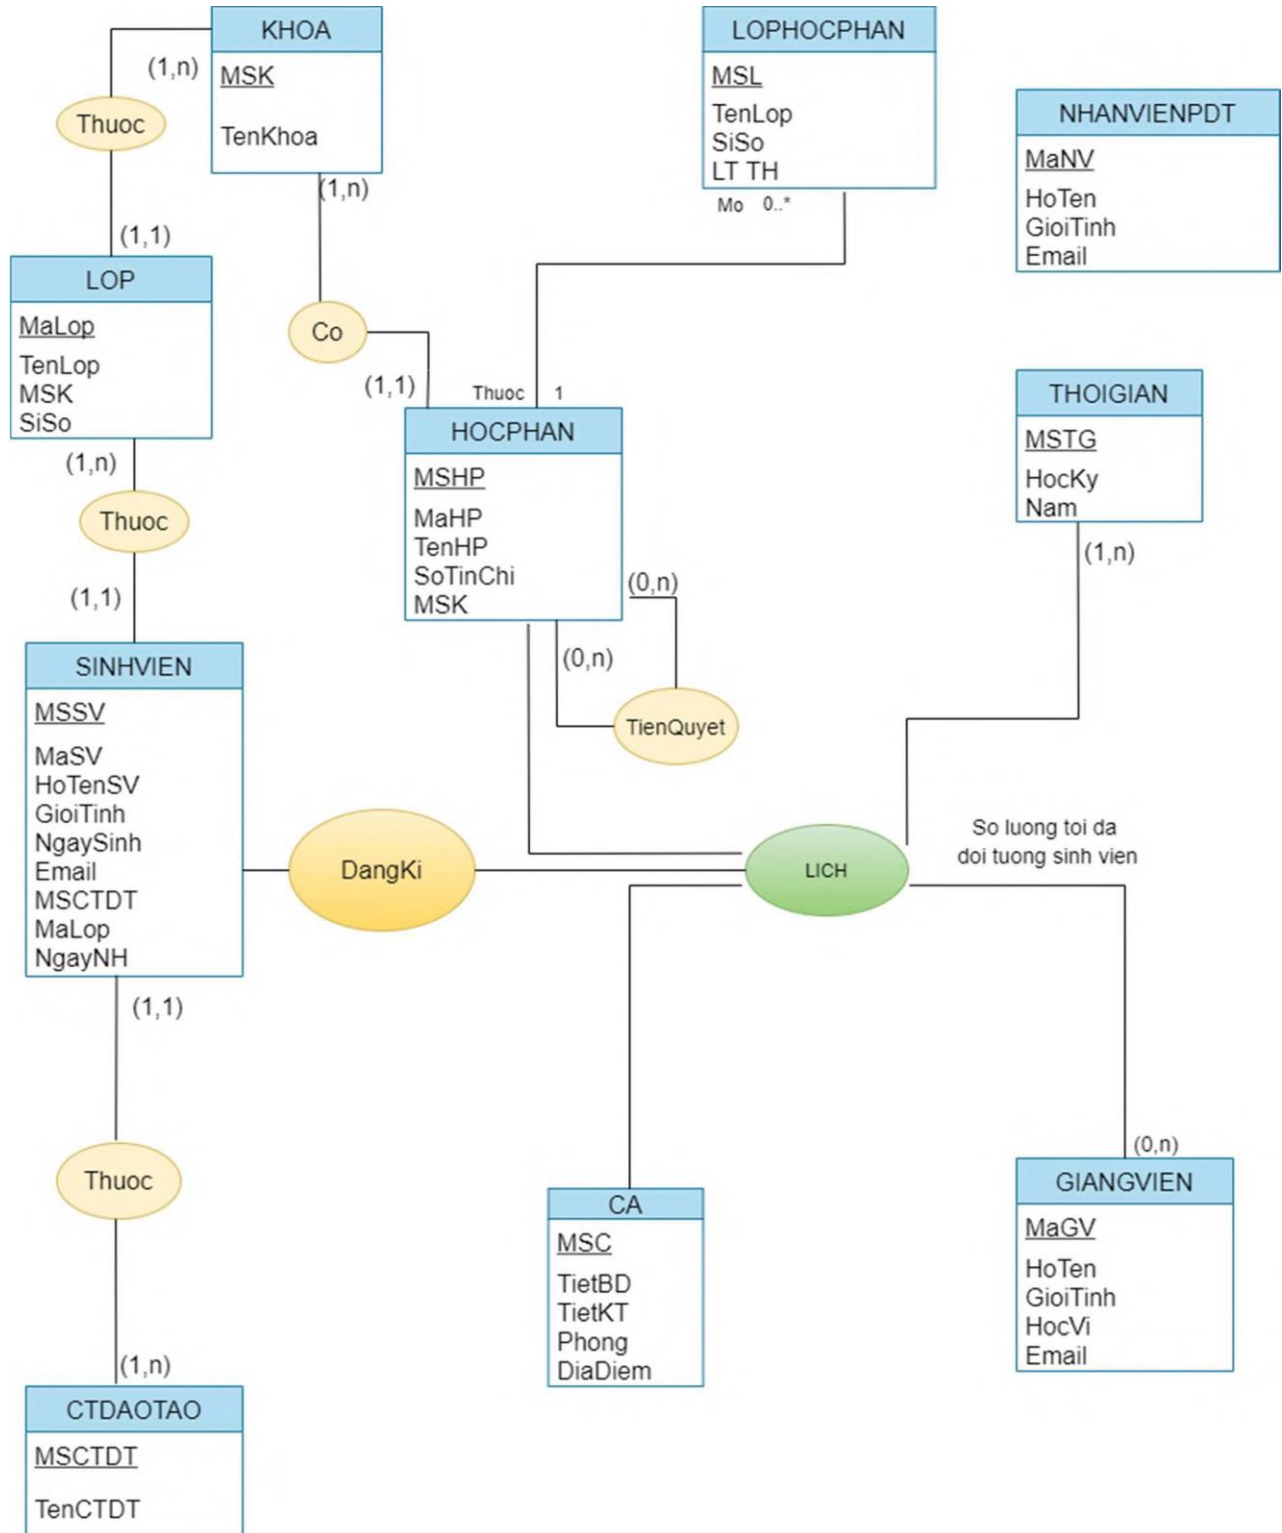 KHOA
MSK
TenKhoa
(1,n)
(1,n)
Thuoc
(1,1)
LOP
MaLop
TenLop
MSK
SiSo
(1,n)
Thuoc
(1,1)
Co
(1,1)
LOPHOCPHAN
MSL
TenLop
SiSo
LT TH
Mo 0..*
NHANVIENPDT
MaNV
HoTen
GioiTinh
Email
Thuoc 1
HOCPHAN
MSHP
MaHP
TenHP
SoTinChi
MSK
(0,n)
(0,n)
TienQuyet
THOIGIAN
MSTG
HocKy
Nam
(1,n)
SINHVIEN
MSSV
MaSV
HoTenSV
GioiTinh
NgaySinh
Email
MSCTDT
MaLop
NgayNH
(1,1)
DangKi
LICH
So luong toi da
doi tuong sinh vien
Thuoc
(1,n)
CTDAOTAO
MSCTDT
TenCTDT
CA
MSC
TietBD
TietKT
Phong
DiaDiem
(0,n)
GIANGVIEN
MaGV
HoTen
GioiTinh
HocVi
Email